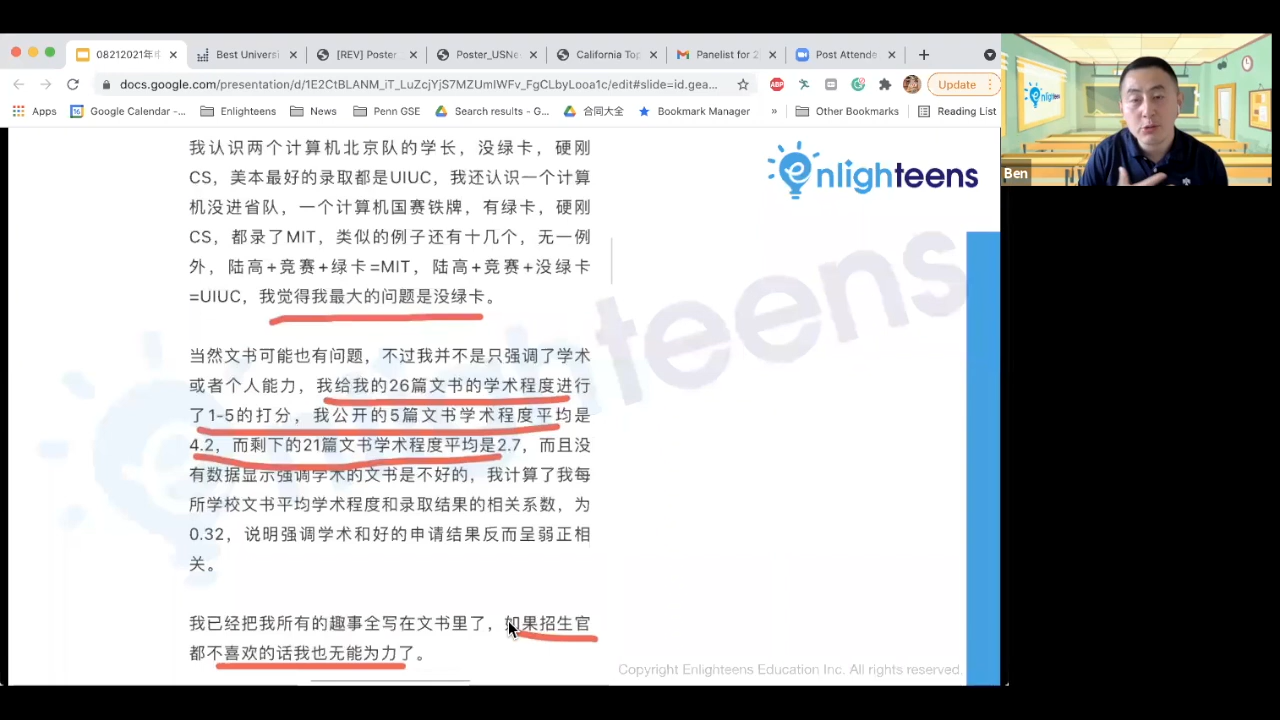 08212021年
Best Universi
[REV] Poster
Poster_USNe
California Top
Panelist for 2
Post Attende
docs.google.com/presentation/d/1E2CtBLANM_iT_LuZCcYjS7MZUmIWFv_FgCLbyLooa1c/edit#slide=id.gea...
Update
Apps
Google Calendar -...
Enlighteens
News
Penn GSE
Search results - G...
合同大全
Bookmark Manager
»
Other Bookmarks
Reading List
enlighteen
Ben
enlighteens
我认识两个计算机北京队的学长，没绿卡，硬刚
CS，美本最好的录取都是UIUC，我还认识一个计算
机没进省队，一个计算机国赛铁牌，有绿卡，硬刚
CS，都录了MIT，类似的例子还有十几个，无一例
外，陆高+竞赛+绿卡=MIT，陆高+竞赛+没绿卡
=UIUC，我觉得我最大的问题是没绿卡。
当然文书可能也有问题，不过我并不是只强调了学术
或者个人能力，我给我的26篇文书的学术程度进行
了1-5的打分，我公开的5篇文书学术程度平均是
4.2，而剩下的21篇文书学术程度平均是2.7，而且没
有数据显示强调学术的文书是不好的，我计算了我每
所学校文书平均学术程度和录取结果的相关系数，为
0.32，说明强调学术和好的申请结果反而呈弱正相
关。
我已经把我所有的趣事全写在文书里了，如果招生官
都不喜欢的话我也无能为力了。
teens
Copyright Enlighteens Education Inc. All rights reserved.